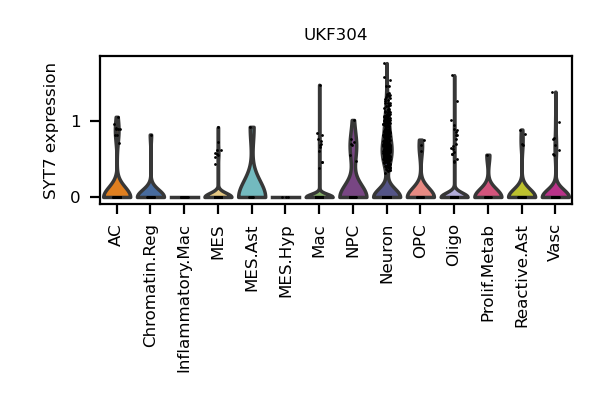 UKF304
SYT7 expression
1
0
AC
Chromatin.Reg
Inflammatory.Mac
MES
MES.Ast
MES.Hyp
Mac
NPC
Neuron
OPC
Oligo
Prolif.Metab
Reactive.Ast
Vasc